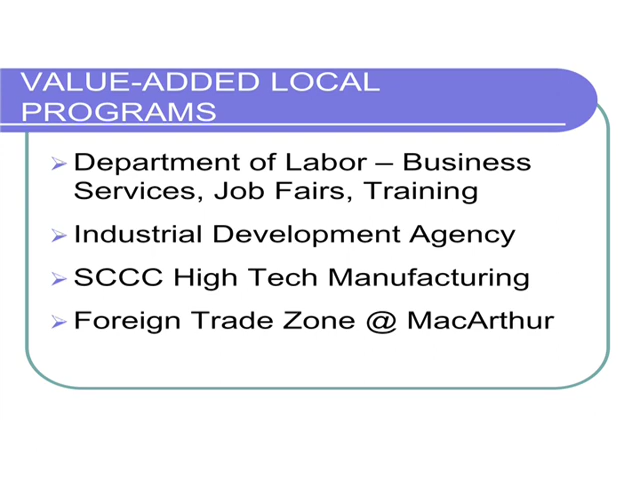 VALUE-ADDED LOCAL
PROGRAMS
Department of Labor – Business
Services, Job Fairs, Training
Industrial Development Agency
SCCC High Tech Manufacturing
Foreign Trade Zone @ MacArthur